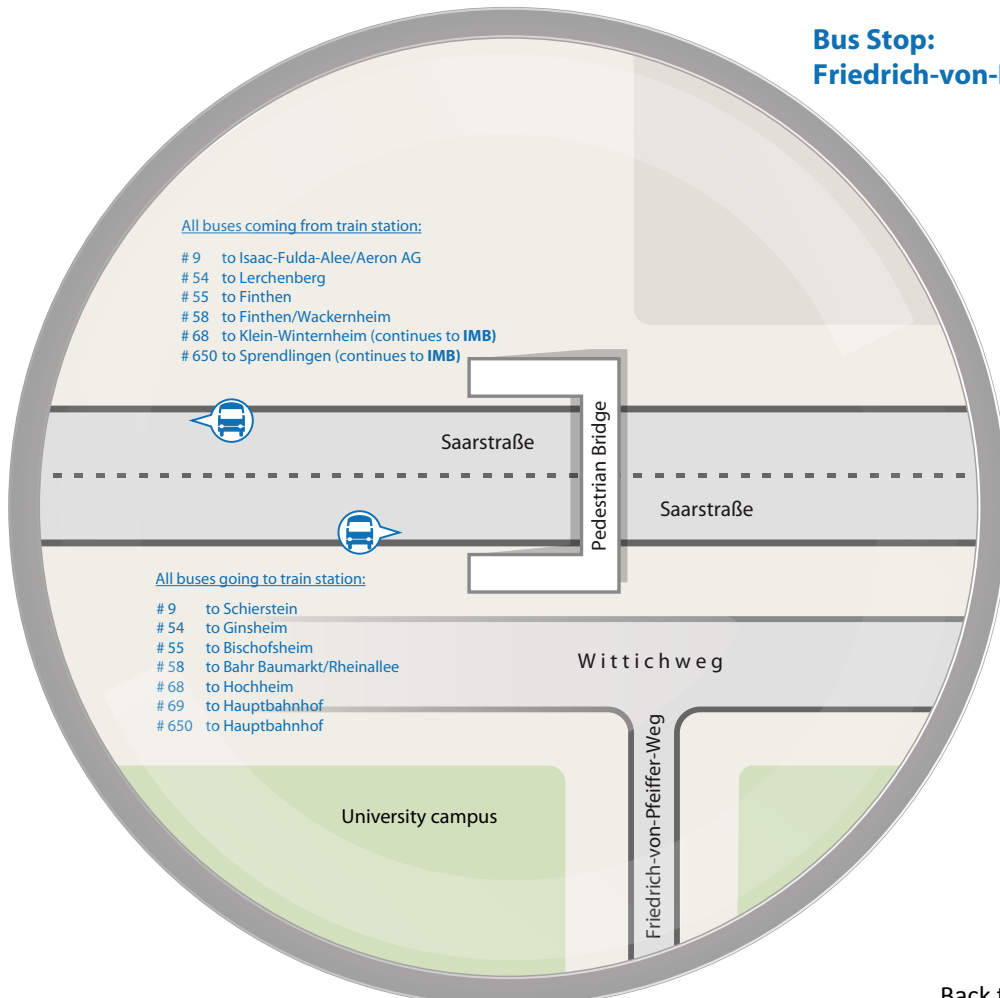 Bus Stop:
Friedrich-von-
All buses coming from train station:
# 9 to Isaac-Fulda-Alee/Aeron AG
# 54 to Lerchenberg
# 55 to Finthen
# 58 to Finthen/Wackernheim
# 68 to Klein-Winternheim (continues to IMB)
# 650 to Sprendlingen (continues to IMB)
Saarstraße
Pedestrian Bridge
Saarstraße
All buses going to train station:
# 9 to Schierstein
# 54 to Ginsheim
# 55 to Bischofsheim
# 58 to Bahr Baumarkt/Rheinallee
# 68 to Hochheim
# 69 to Hauptbahnhof
# 650 to Hauptbahnhof
Wittichweg
Friedrich-von-Pfeiffer-Weg
University campus
Back